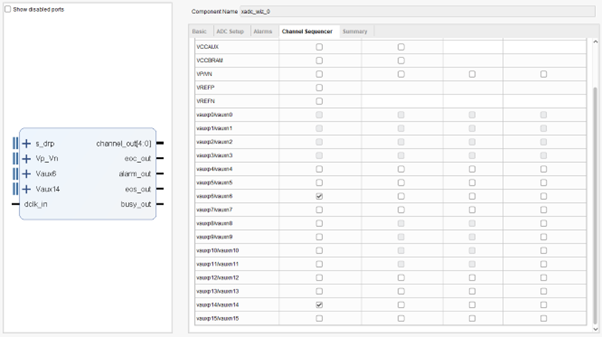 Show disabled ports
Component Name xadc_wiz_0
Basic ADC Setup Alarms Channel Sequencer Summary
VCCAUX
VCCBRAM
VP/VN
VREFP
VREFN
vauxp0/vauxn0
vauxp1/vauxn1
vauxp2/vauxn2
vauxp3/vauxn3
vauxp4/vauxn4
vauxp5/vauxn5
vauxp6/vauxn6
vauxp7/vauxn7
vauxp8/vauxn8
vauxp9/vauxn9
vauxp10/vauxn10
vauxp11/vauxn11
vauxp12/vauxn12
vauxp13/vauxn13
vauxp14/vauxn14
vauxp15/vauxn15
s_drp channel_out[4:0]
Vp_Vn eoc_out
Vaux6 alarm_out
Vaux14 eos_out
dclk_in busy_out